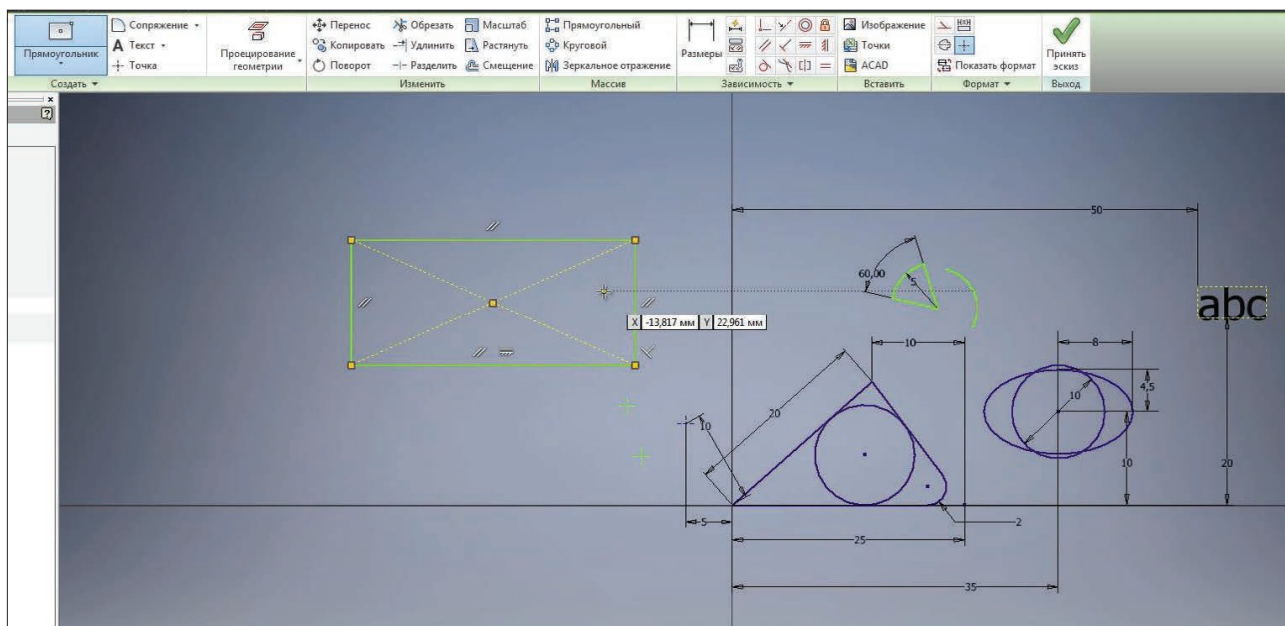 Сопряжение Перенос Обрезать Масштаб Прямоугольный Изображение
Прямоугольник Текст Проецирование геометрии Копировать Удлинить Растянуть Круговой Размеры Точки Принять эскиз
Точка Поворот Разделить Смещение Зеркальное отражение ACAD Показать формат
Создать Изменить Массив Зависимость Вставить Формат Выход
50
60,00
5
abc
X -13,817 мм Y 22,961 мм
10
8
4,5
20
10
10
10
20
5
2
25
35